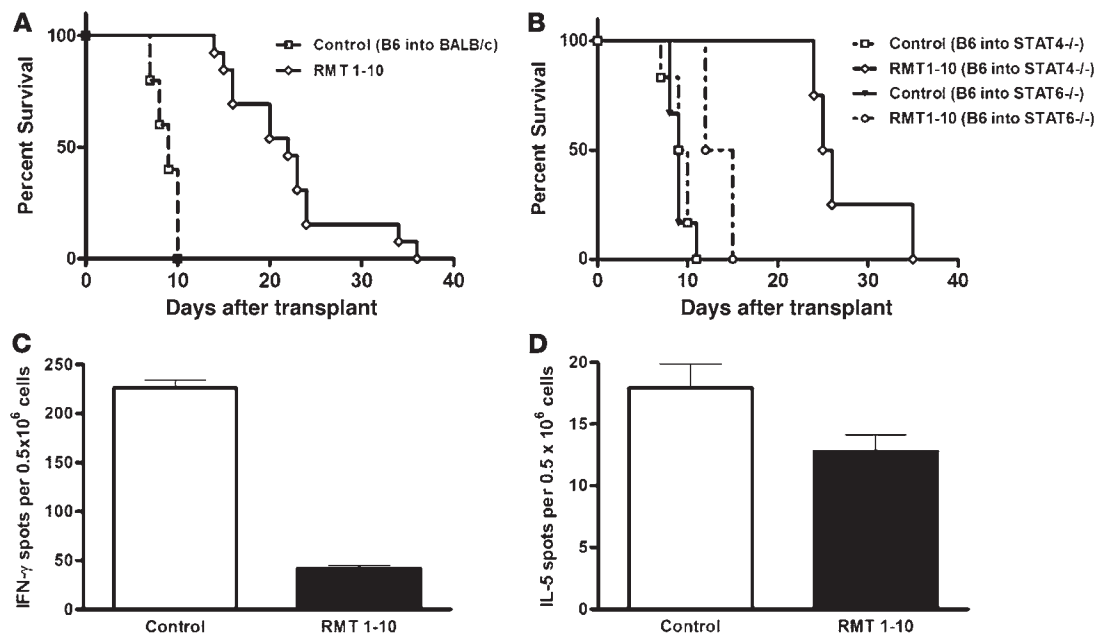 A
Percent Survival
100
50
0
0 10 20 30 40
Days after transplant
Control (B6 into BALB/c)
RMT 1-10
B
Percent Survival
100
50
0
0 10 20 30 40
Days after transplant
Control (B6 into STAT4-/-)
RMT1-10 (B6 into STAT4-/-)
Control (B6 into STAT6-/-)
RMT1-10 (B6 into STAT6-/-)
C
IFN-γ spots per 0.5x10⁶ cells
250
200
150
100
50
0
Control RMT 1-10
D
IL-5 spots per 0.5 x 10⁶ cells
20
15
10
5
0
Control RMT 1-10